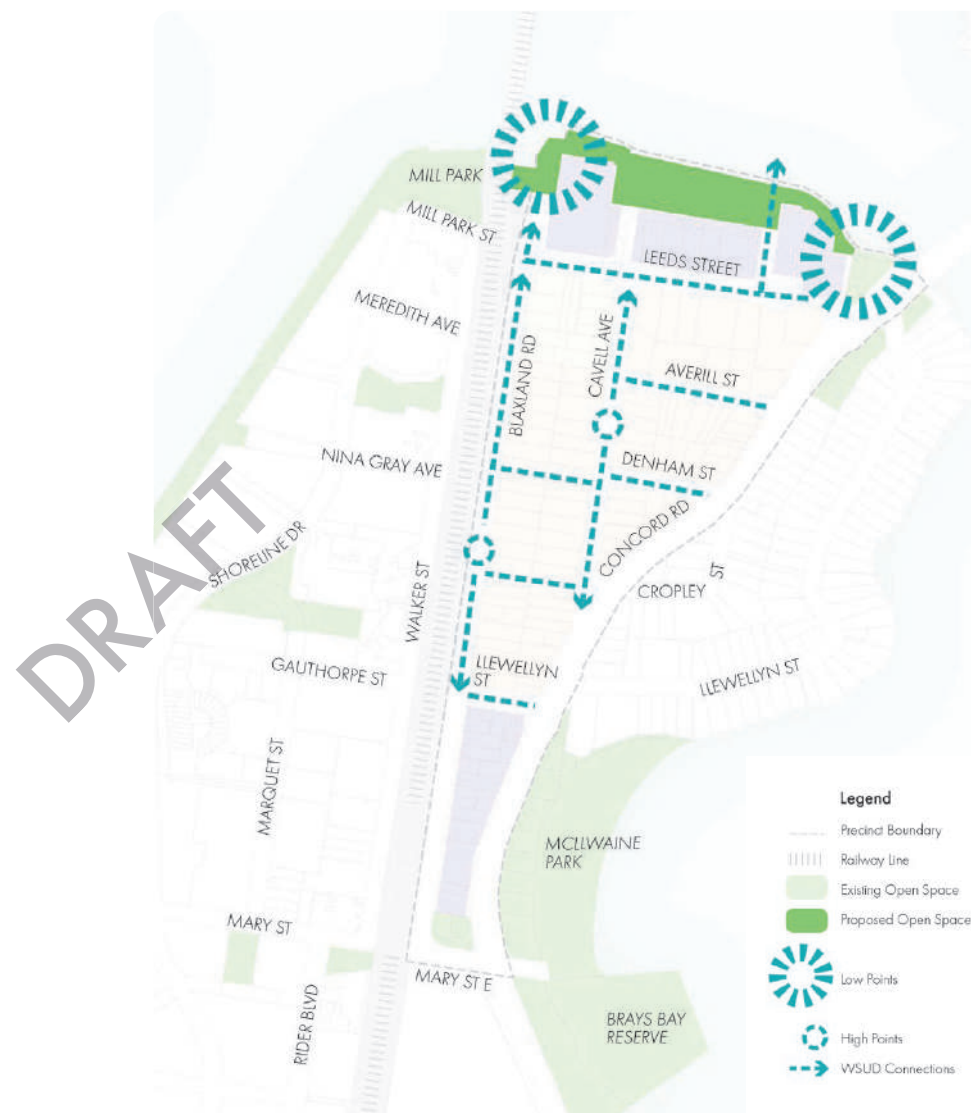 MILL PARK
MILL PARK ST
LEEDS STREET
MEREDITH AVE
BLAXLAND RD
CAVELL AVE
AVERILL ST
NINA GRAY AVE
DENHAM ST
DRAFT
SHORELINE DR
CONCORD RD
WALKER ST
CROPLEY
ST
GAUTHORPE ST
LLEWELLYN
ST
LLEWELLYN ST
MARQUET ST
MCLLWAINE
PARK
MARY ST
MARY ST E
RIDER BLVD
BRAYS BAY
RESERVE
Legend
Precinct Boundary
Railway Line
Existing Open Space
Proposed Open Space
Low Points
High Points
WSUD Connections